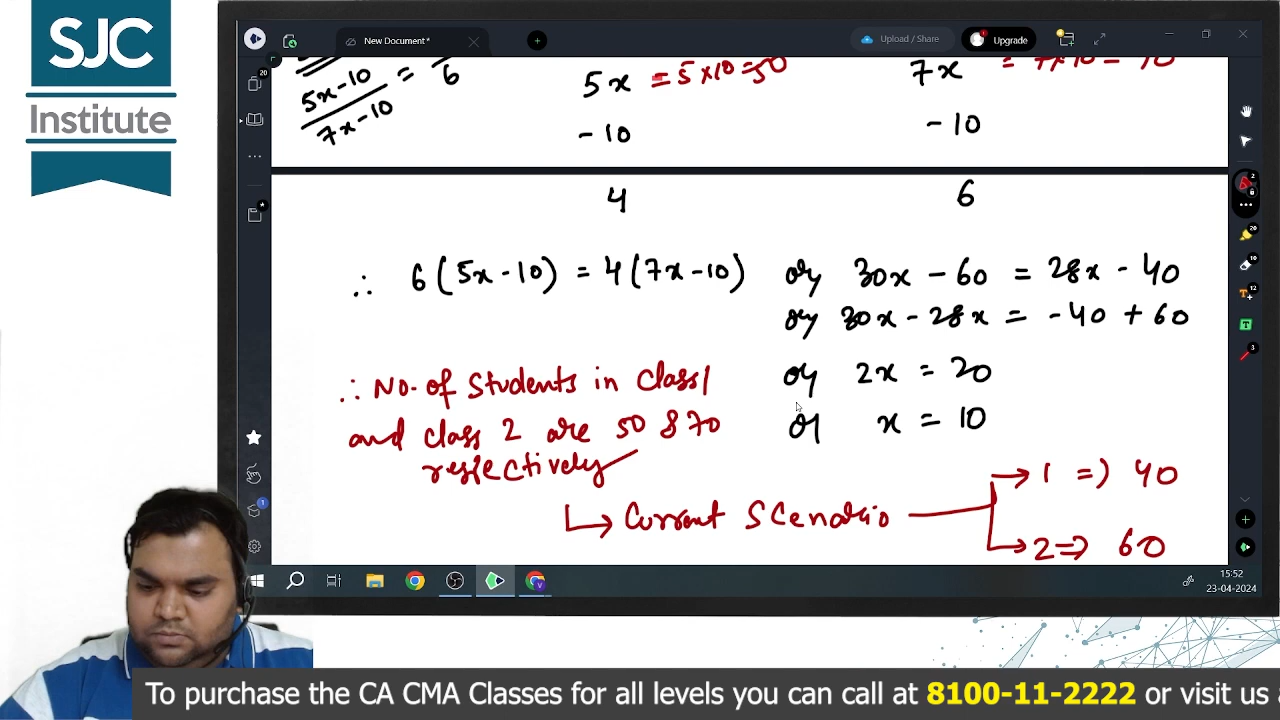 SJC
Institute
New Document*
Upload / Share
Upgrade
5x-10 = 6
7x-10
5x = 5x10=50
7x
-10
-10
4
6
∴ 6(5x-10) = 4(7x-10) or 30x - 60 = 28x - 40
or 30x - 28x = -40 + 60
or 2x = 20
or x = 10
∴ No. of Students in Class 1
and class 2 are 50 & 70
respectively
↳ Current Scenario
→ 1 => 40
→ 2 => 60
15:52
23-04-2024
To purchase the CA CMA Classes for all levels you can call at 8100-11-2222 or visit us